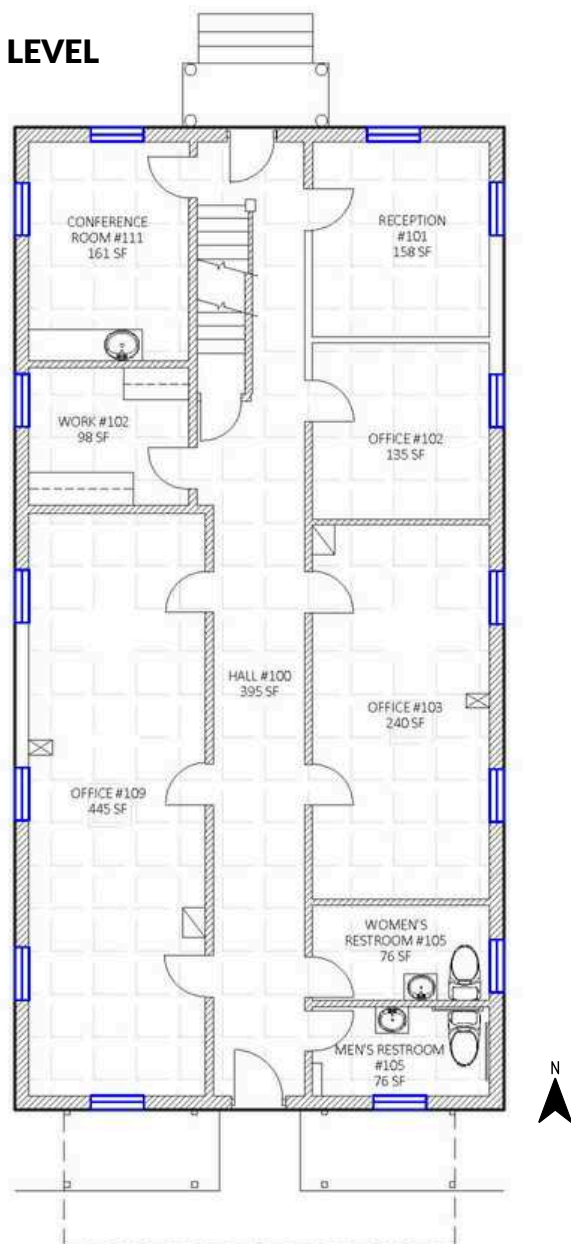 LEVEL
CONFERENCE
ROOM #111
161 SF
RECEPTION
#101
158 SF
WORK #102
98 SF
OFFICE #102
135 SF
HALL #100
395 SF
OFFICE #103
240 SF
OFFICE #109
445 SF
WOMEN'S
RESTROOM #105
76 SF
MEN'S RESTROOM
#105
76 SF
N